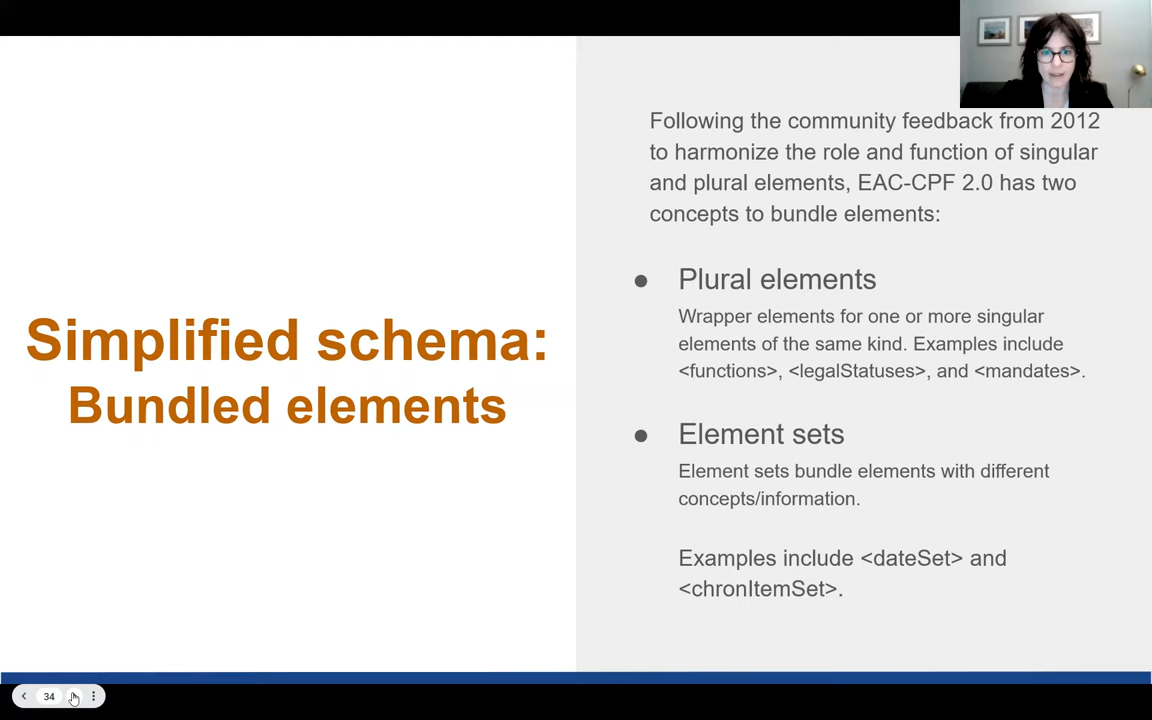 Simplified schema:
Bundled elements
Following the community feedback from 2012
to harmonize the role and function of singular
and plural elements, EAC-CPF 2.0 has two
concepts to bundle elements:
● Plural elements
Wrapper elements for one or more singular
elements of the same kind. Examples include
<functions>, <legalStatuses>, and <mandates>.
● Element sets
Element sets bundle elements with different
concepts/information.
Examples include <dateSet> and
<chronItemSet>.
34